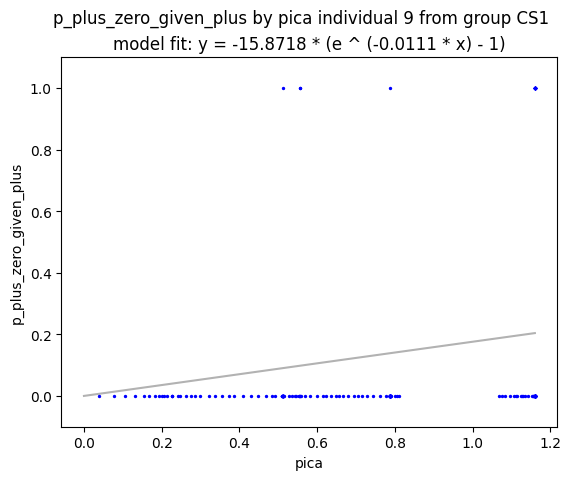 p_plus_zero_given_plus by pica individual 9 from group CS1
model fit: y = -15.8718 * (e ^ (-0.0111 * x) - 1)
1.0
0.8
0.6
0.4
0.2
0.0
p_plus_zero_given_plus
0.0 0.2 0.4 0.6 0.8 1.0 1.2
pica